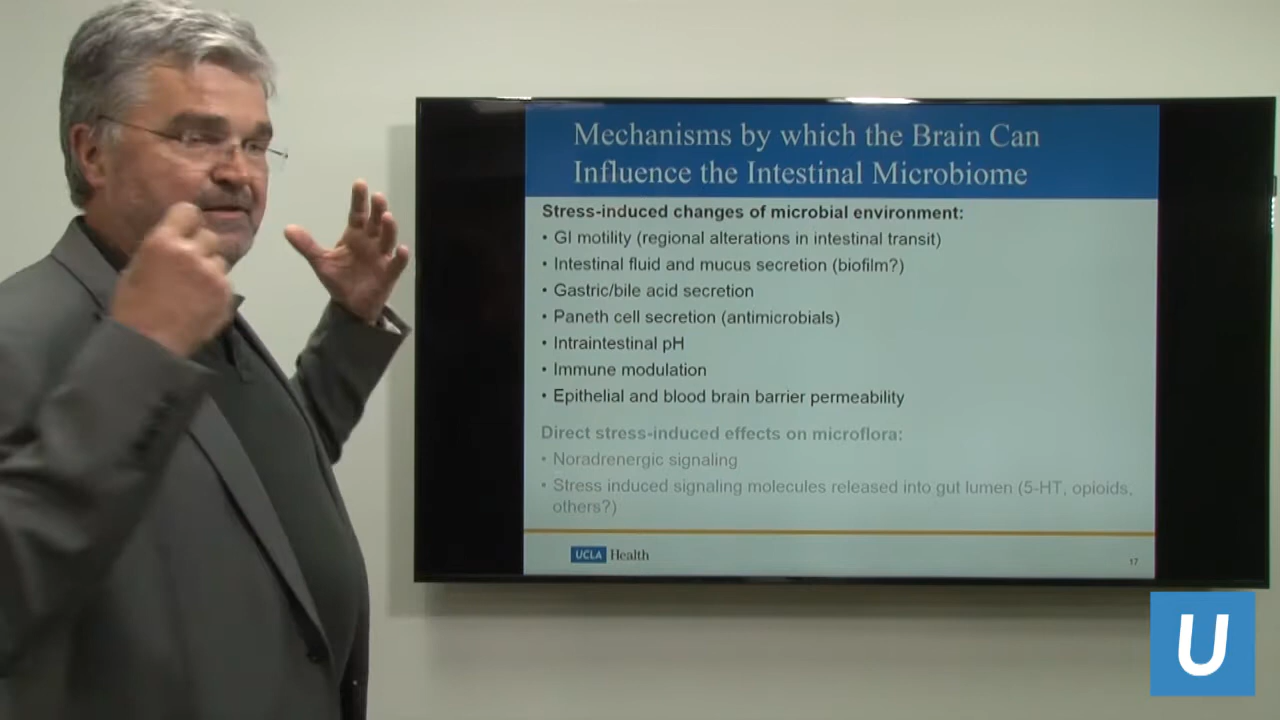 Mechanisms by which the Brain Can
Influence the Intestinal Microbiome
Stress-induced changes of microbial environment:
• GI motility (regional alterations in intestinal transit)
• Intestinal fluid and mucus secretion (biofilm?)
• Gastric/bile acid secretion
• Paneth cell secretion (antimicrobials)
• Intraintestinal pH
• Immune modulation
• Epithelial and blood brain barrier permeability
Direct stress-induced effects on microflora:
• Noradrenergic signaling
• Stress induced signaling molecules released into gut lumen (5-HT, opioids,
others?)
UCLA Health
17
U